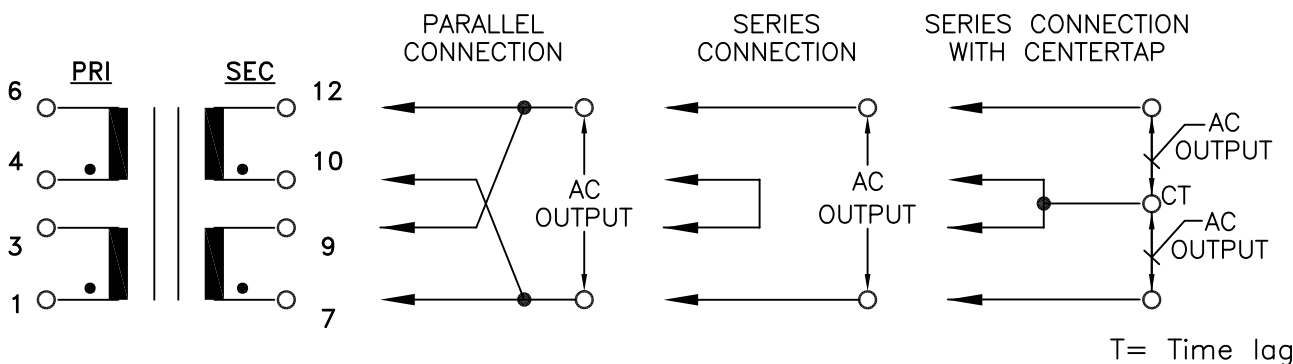 PARALLEL
CONNECTION
SERIES
CONNECTION
SERIES CONNECTION
WITH CENTERTAP
PRI
SEC
6
4
3
1
12
10
9
7
AC
OUTPUT
AC
OUTPUT
AC
OUTPUT
CT
AC
OUTPUT
T= Time lag